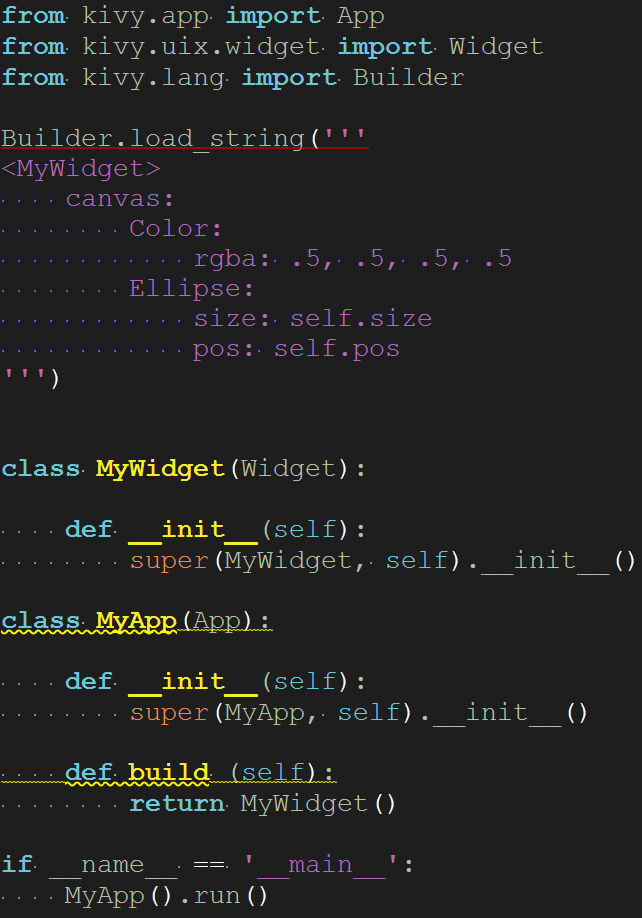 from kivy.app import App
from kivy.uix.widget import Widget
from kivy.lang import Builder

Builder.load_string('''
<MyWidget>
    canvas:
        Color:
            rgba: .5, .5, .5, .5
        Ellipse:
            size: self.size
            pos: self.pos
''')


class MyWidget(Widget):

    def __init__(self):
        super(MyWidget, self).__init__()

class MyApp(App):

    def __init__(self):
        super(MyApp, self).__init__()

    def build (self):
        return MyWidget()

if __name__ == '__main__':
    MyApp().run()